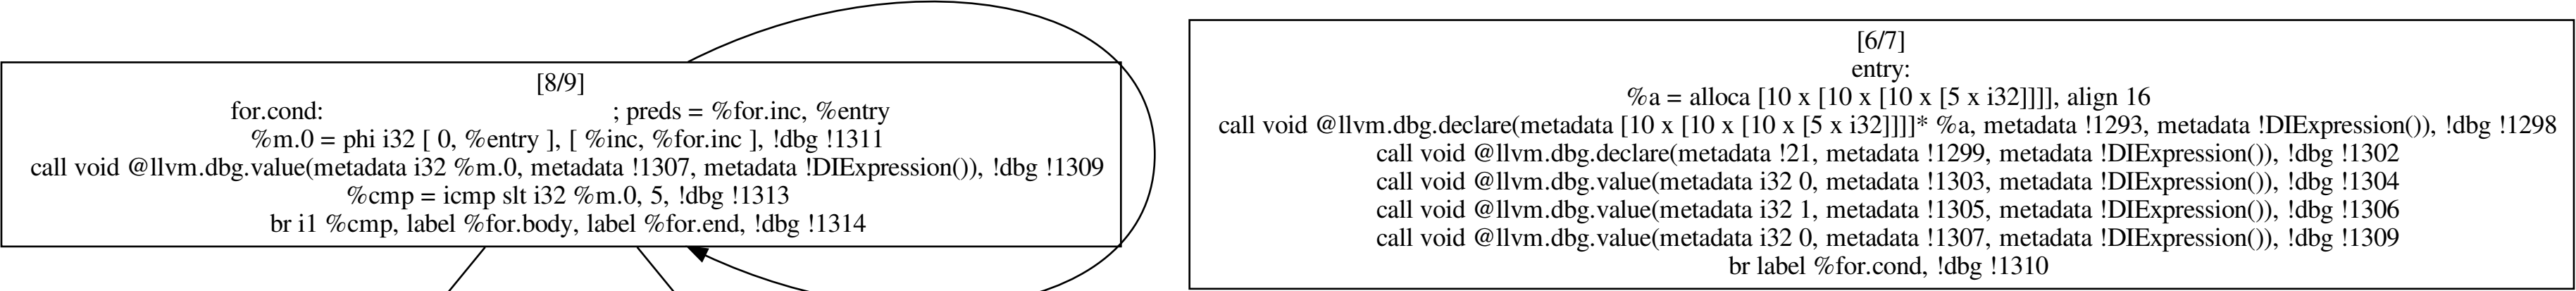 [8/9]
for.cond: ; preds = %for.inc, %entry
%m.0 = phi i32 [ 0, %entry ], [ %inc, %for.inc ], !dbg !1311
call void @llvm.dbg.value(metadata i32 %m.0, metadata !1307, metadata !DIExpression()), !dbg !1309
%cmp = icmp slt i32 %m.0, 5, !dbg !1313
br i1 %cmp, label %for.body, label %for.end, !dbg !1314
[6/7]
entry:
%a = alloca [10 x [10 x [10 x [5 x i32]]]], align 16
call void @llvm.dbg.declare(metadata [10 x [10 x [10 x [5 x i32]]]]* %a, metadata !1293, metadata !DIExpression()), !dbg !1298
call void @llvm.dbg.declare(metadata !21, metadata !1299, metadata !DIExpression()), !dbg !1302
call void @llvm.dbg.value(metadata i32 0, metadata !1303, metadata !DIExpression()), !dbg !1304
call void @llvm.dbg.value(metadata i32 1, metadata !1305, metadata !DIExpression()), !dbg !1306
call void @llvm.dbg.value(metadata i32 0, metadata !1307, metadata !DIExpression()), !dbg !1309
br label %for.cond, !dbg !1310